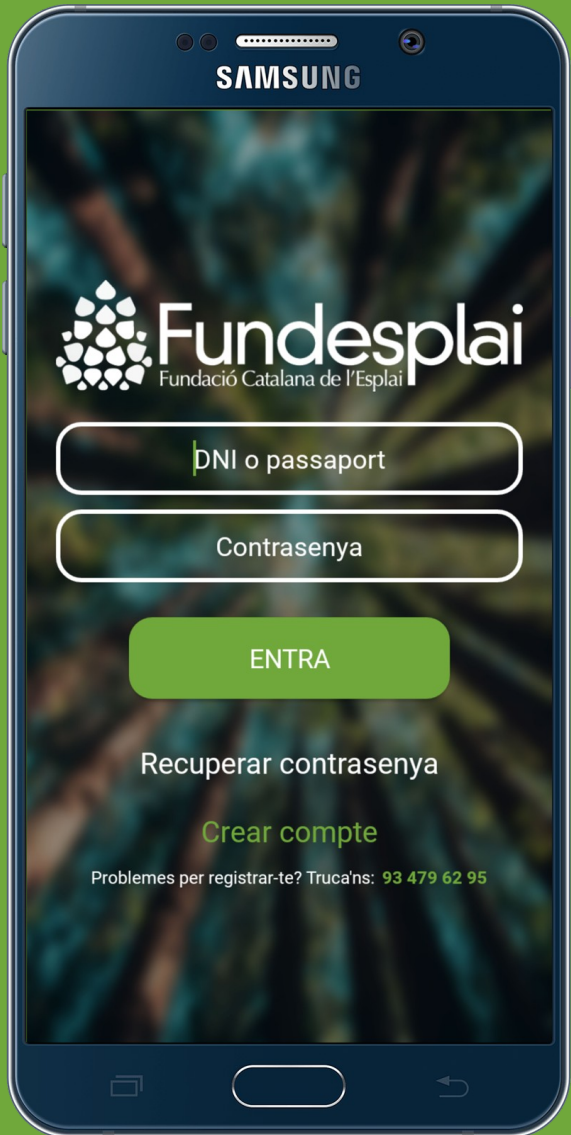 SAMSUNG
Fundesplai
Fundació Catalana de l'Esplai
DNI o passaport
Contrasenya
ENTRA
Recuperar contrasenya
Crear compte
Problemes per registrar-te? Truca'ns: 93 479 62 95